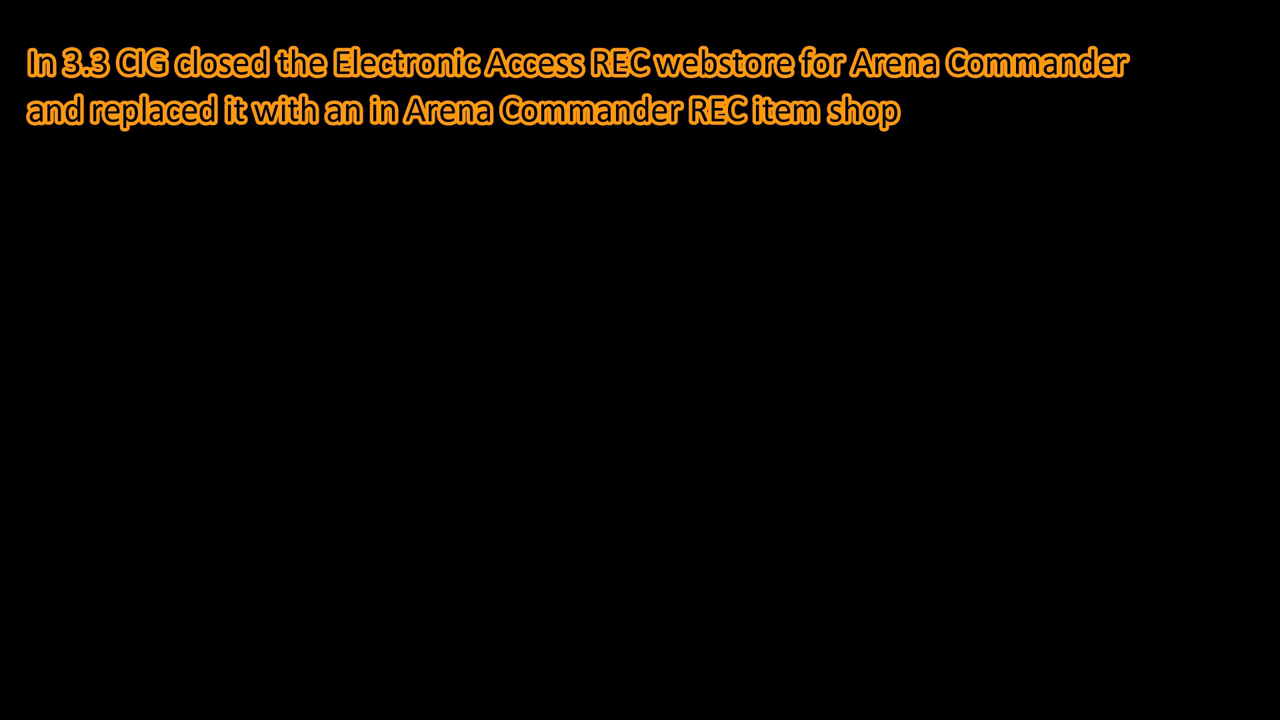 In 3.3 CIG closed the Electronic Access REC webstore for Arena Commander
and replaced it with an in Arena Commander REC item shop